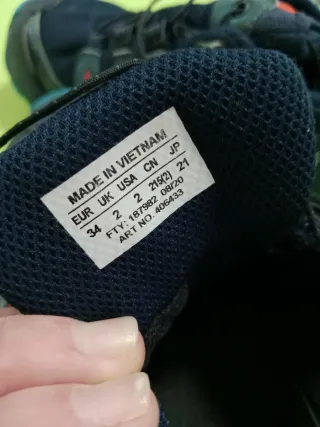 MADE IN VIETNAM
EUR UK USA CN JP
34 2 2 215(2) 21
FTY: 187982 08/20
ART NO. 406433